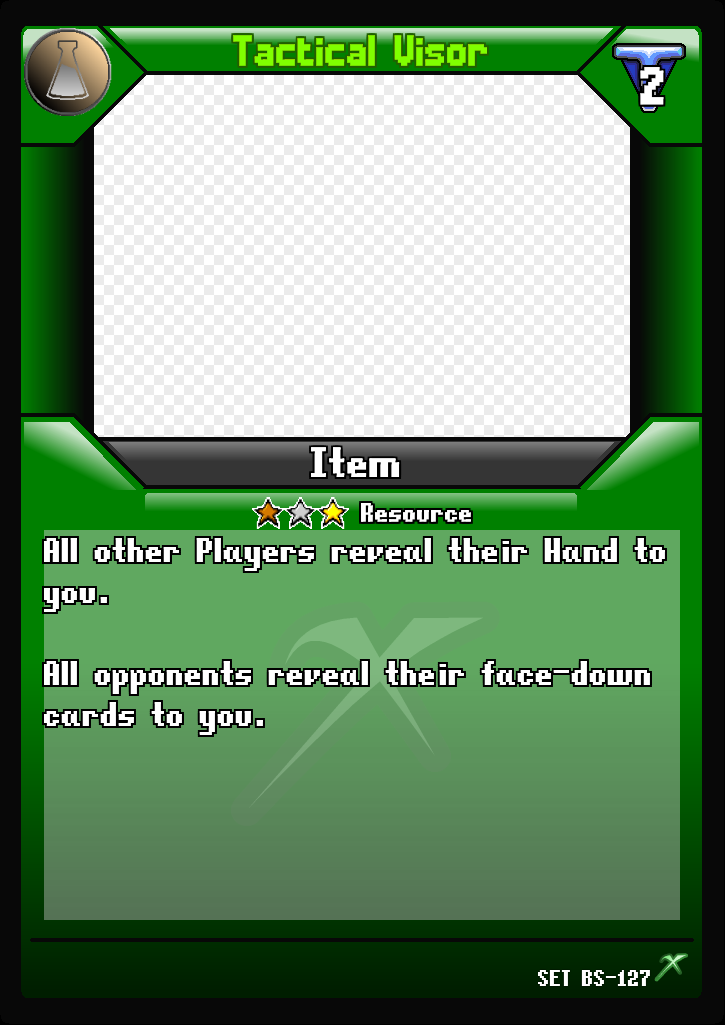 Tactical Visor
2
Item
Resource
All other Players reveal their Hand to
you.
All opponents reveal their face-down
cards to you.
SET BS-127